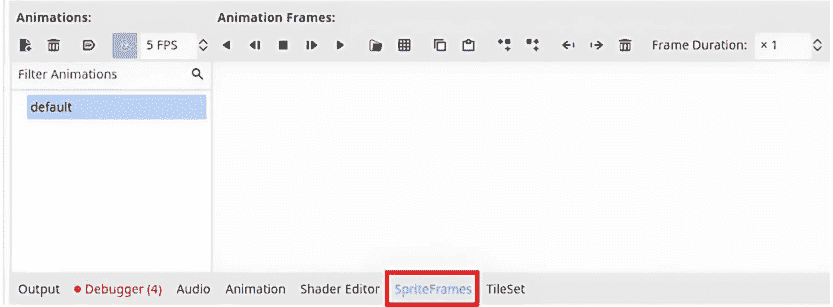 Animations: Animation Frames:
5 FPS Frame Duration: × 1
Filter Animations
default
Output Debugger (4) Audio Animation Shader Editor SpriteFrames TileSet